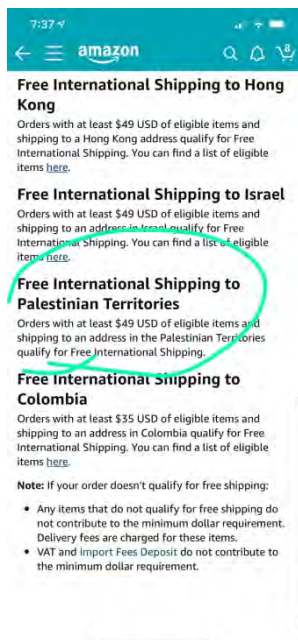 7:37
amazon
8
Free International Shipping to Hong
Kong
Orders with at least $49 USD of eligible items and
shipping to a Hong Kong address qualify for Free
International Shipping. You can find a list of eligible
items here.
Free International Shipping to Israel
Orders with at least $49 USD of eligible items and
shipping to an address in Israel qualify for Free
International Shipping. You can find a list of eligible
items here.
Free International Shipping to
Palestinian Territories
Orders with at least $49 USD of eligible items and
shipping to an address in the Palestinian Territories
qualify for Free International Shipping.
Free International Shipping to
Colombia
Orders with at least $35 USD of eligible items and
shipping to an address in Colombia qualify for Free
International Shipping. You can find a list of eligible
items here.
Note: If your order doesn't qualify for free shipping:
• Any items that do not qualify for free shipping do
not contribute to the minimum dollar requirement.
Delivery fees are charged for these items.
• VAT and Import Fees Deposit do not contribute to
the minimum dollar requirement.